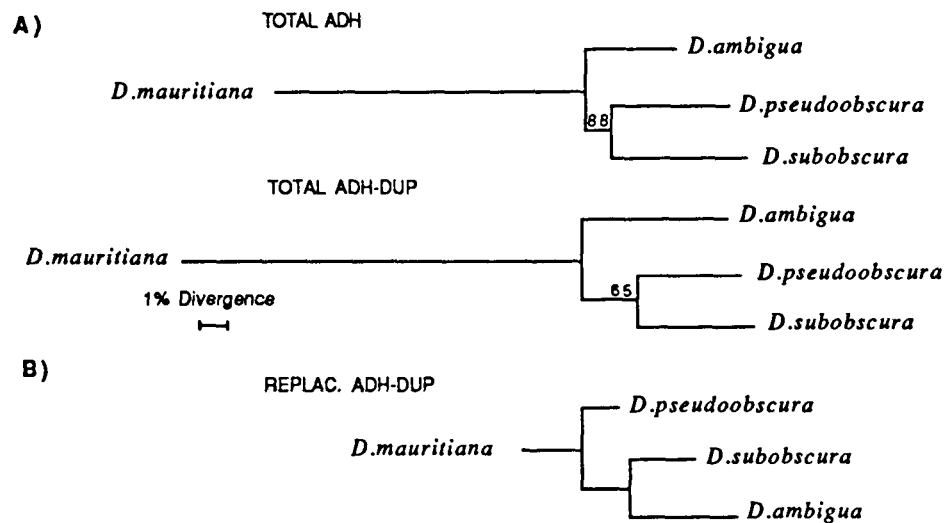 A)
TOTAL ADH
D.ambigua
D.mauritiana
D.pseudoobscura
88
D.subobscura
TOTAL ADH-DUP
D.ambigua
D.mauritiana
D.pseudoobscura
65
1% Divergence
D.subobscura
B)
REPLAC. ADH-DUP
D.pseudoobscura
D.mauritiana
D.subobscura
D.ambigua